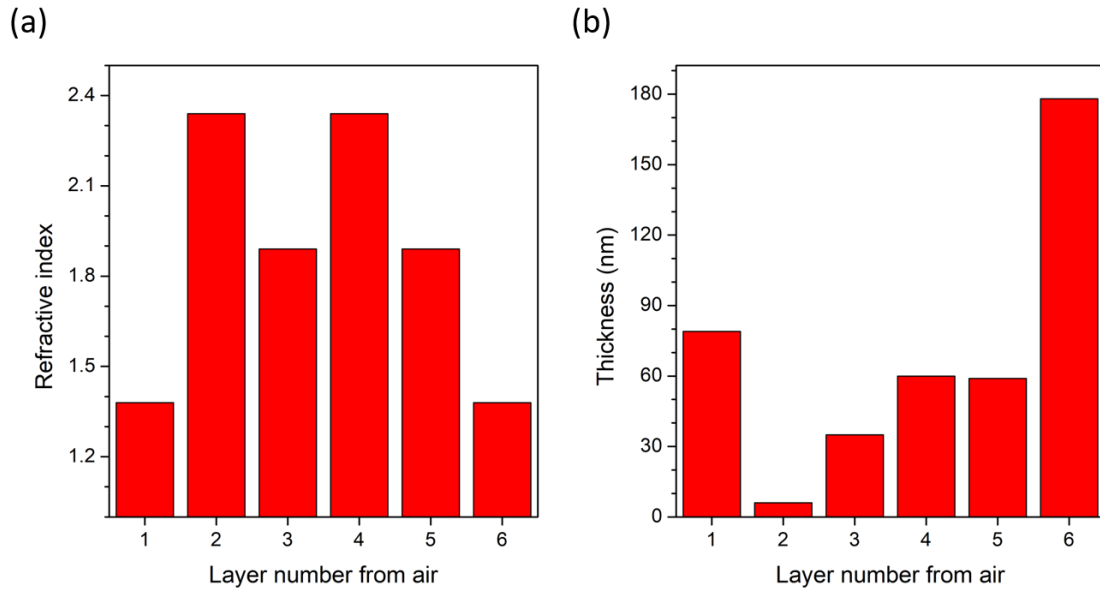 (a)
(b)
2.4
2.1
1.8
1.5
1.2
Refractive index
1 2 3 4 5 6
Layer number from air
180
150
120
90
60
30
0
Thickness (nm)
1 2 3 4 5 6
Layer number from air